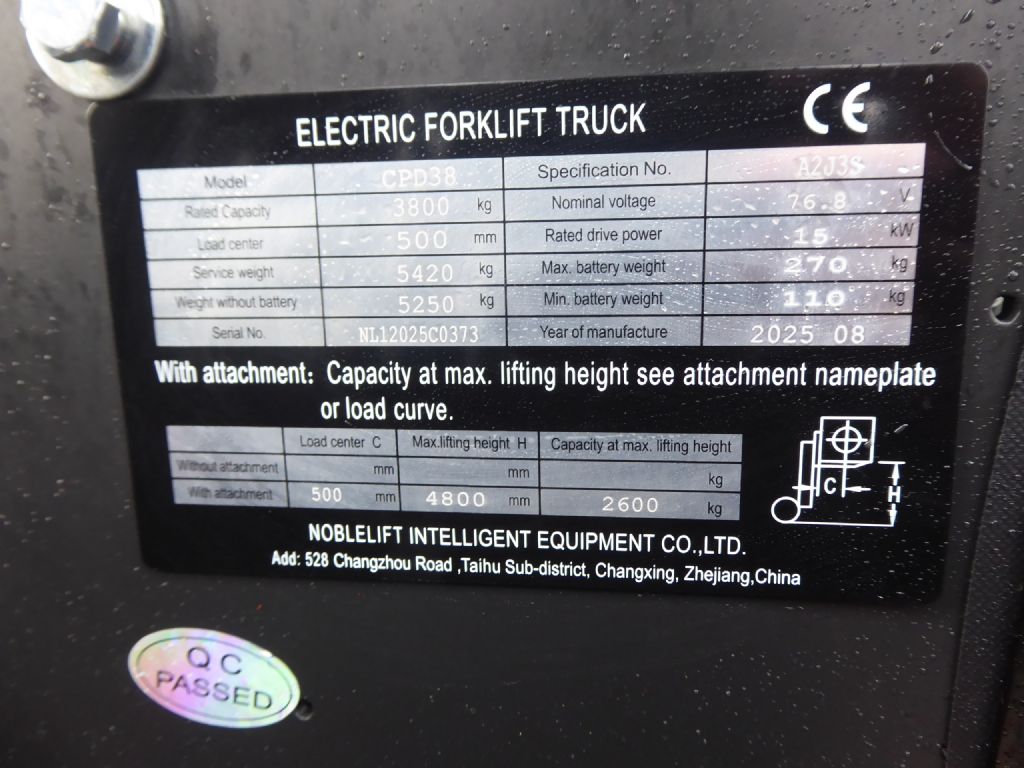 CE
ELECTRIC FORKLIFT TRUCK
Model CPD38 Specification No. A2J3S
Rated Capacity 3800 kg Nominal voltage 76.8 V
Load center 500 mm Rated drive power 15 kW
Service weight 5420 kg Max. battery weight 270 kg
Weight without battery 5250 kg Min. battery weight 110 kg
Serial No. NL12025C0373 Year of manufacture 2025 08
With attachment: Capacity at max. lifting height see attachment nameplate
or load curve.
Load center C Max.lifting height H Capacity at max. lifting height
Without attachment mm mm kg
With attachment 500 mm 4800 mm 2600 kg
C H
NOBLELIFT INTELLIGENT EQUIPMENT CO.,LTD.
Add: 528 Changzhou Road ,Taihu Sub-district, Changxing, Zhejiang,China
QC
PASSED